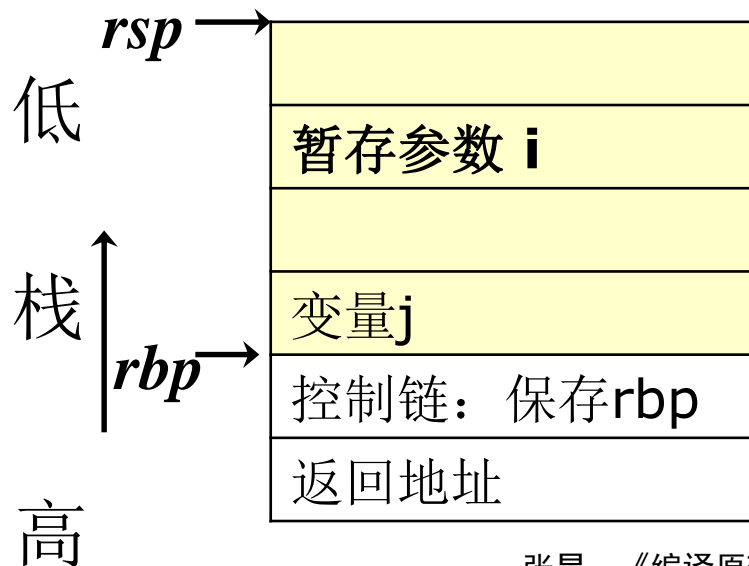 rsp
低
暂存参数 i
栈
变量j
rbp
控制链：保存rbp
返回地址
高